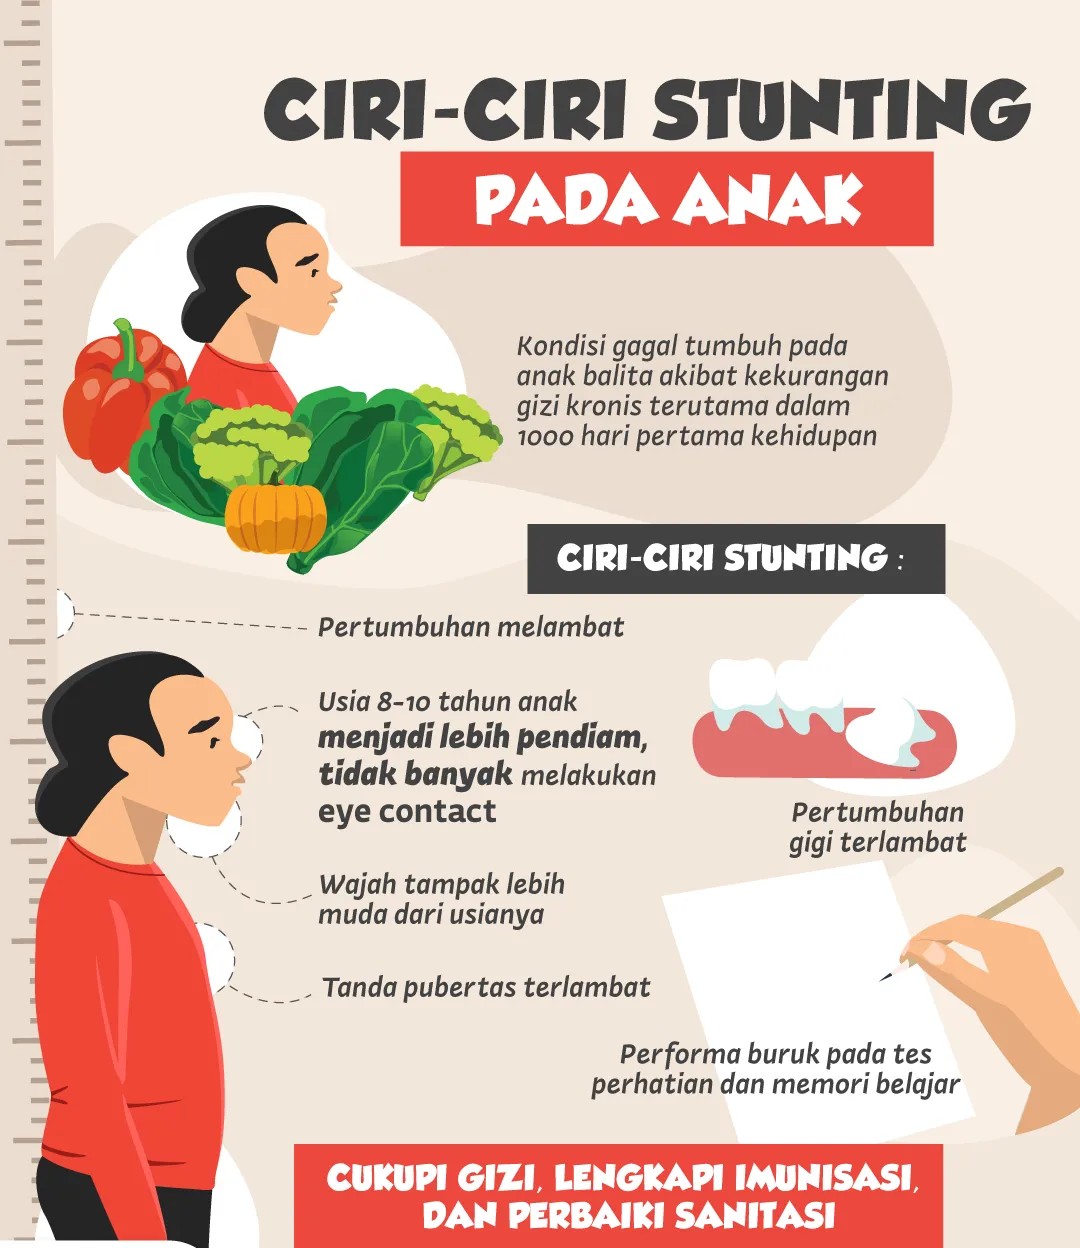 CIRI-CIRI STUNTING
PADA ANAK
Kondisi gagal tumbuh pada
anak balita akibat kekurangan
gizi kronis terutama dalam
1000 hari pertama kehidupan
CIRI-CIRI STUNTING :
Pertumbuhan melambat
Usia 8-10 tahun anak
menjadi lebih pendiam,
tidak banyak melakukan
eye contact
Wajah tampak lebih
muda dari usianya
Tanda pubertas terlambat
Pertumbuhan
gigi terlambat
Performa buruk pada tes
perhatian dan memori belajar
CUKUPI GIZI, LENGKAPI IMUNISASI,
DAN PERBAIKI SANITASI